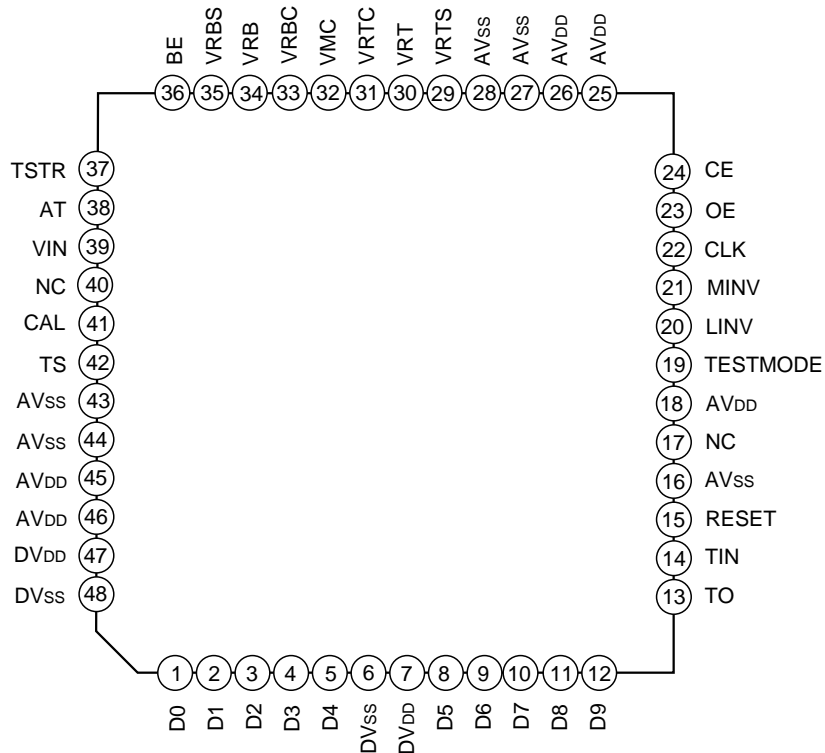 BE VRBS VRB VRBC VMC VRTC VRT VRTS AVSS AVSS AVDD AVDD
36 35 34 33 32 31 30 29 28 27 26 25
TSTR 37
AT 38
VIN 39
NC 40
CAL 41
TS 42
AVSS 43
AVSS 44
AVDD 45
AVDD 46
DVDD 47
DVSS 48
24 CE
23 OE
22 CLK
21 MINV
20 LINV
19 TESTMODE
18 AVDD
17 NC
16 AVSS
15 RESET
14 TIN
13 TO
1 2 3 4 5 6 7 8 9 10 11 12
D0 D1 D2 D3 D4 DVSS DVDD D5 D6 D7 D8 D9